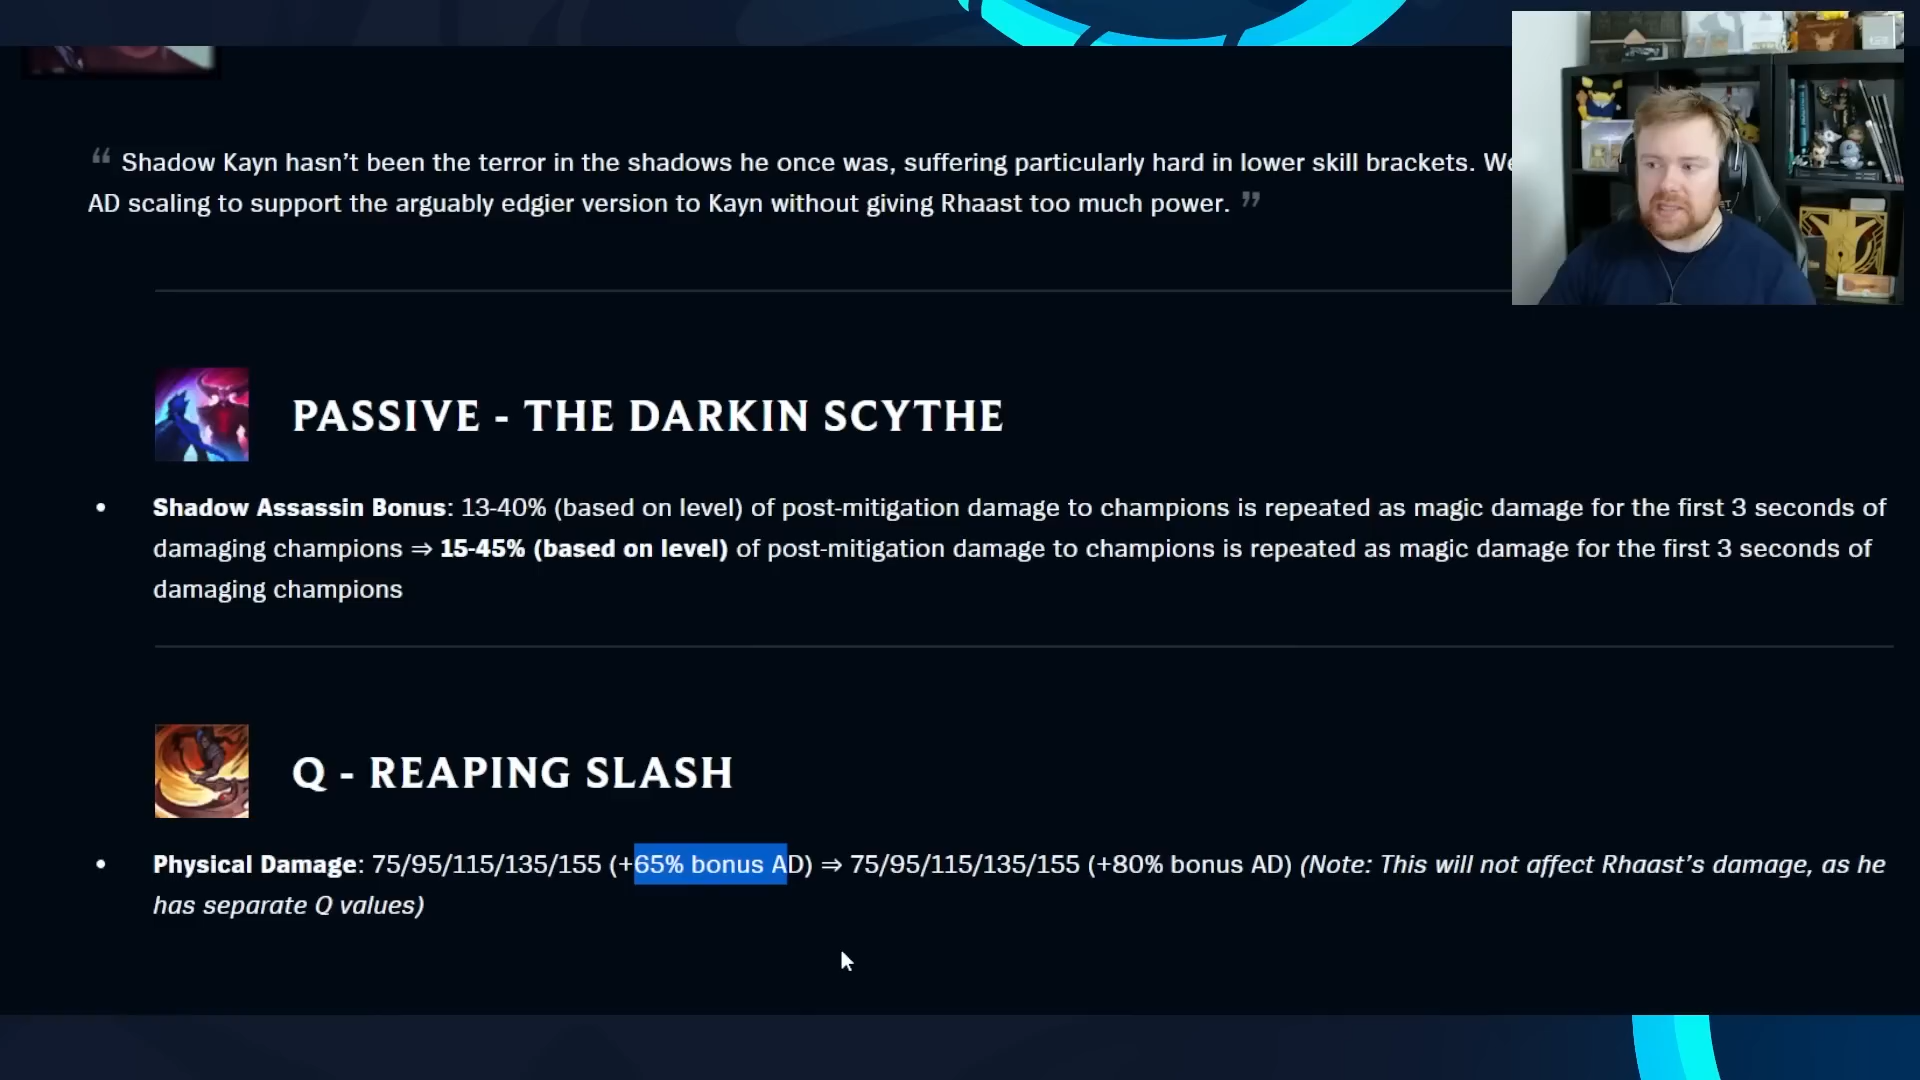 “ Shadow Kayn hasn’t been the terror in the shadows he once was, suffering particularly hard in lower skill brackets. We
AD scaling to support the arguably edgier version to Kayn without giving Rhaast too much power. ”
PASSIVE - THE DARKIN SCYTHE
• Shadow Assassin Bonus: 13-40% (based on level) of post-mitigation damage to champions is repeated as magic damage for the first 3 seconds of
damaging champions ⇒ 15-45% (based on level) of post-mitigation damage to champions is repeated as magic damage for the first 3 seconds of
damaging champions
Q - REAPING SLASH
• Physical Damage: 75/95/115/135/155 (+65% bonus AD) ⇒ 75/95/115/135/155 (+80% bonus AD) (Note: This will not affect Rhaast’s damage, as he
has separate Q values)